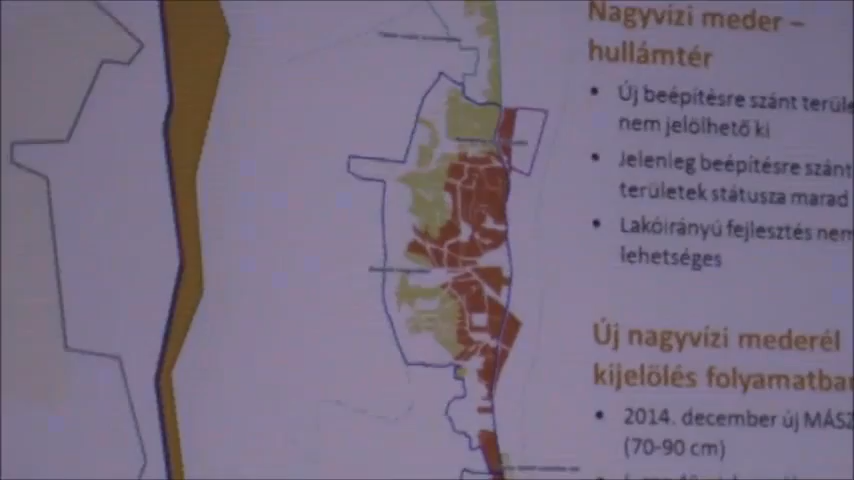 Nagyvízi meder –
hullámtér
• Új beépítésre szánt terüle
nem jelölhető ki
• Jelenleg beépítésre szánt
területek státusza marad
• Lakóirányú fejlesztés nem
lehetséges
Új nagyvízi mederél
kijelölés folyamatban
• 2014. december új MÁSZ
(70-90 cm)